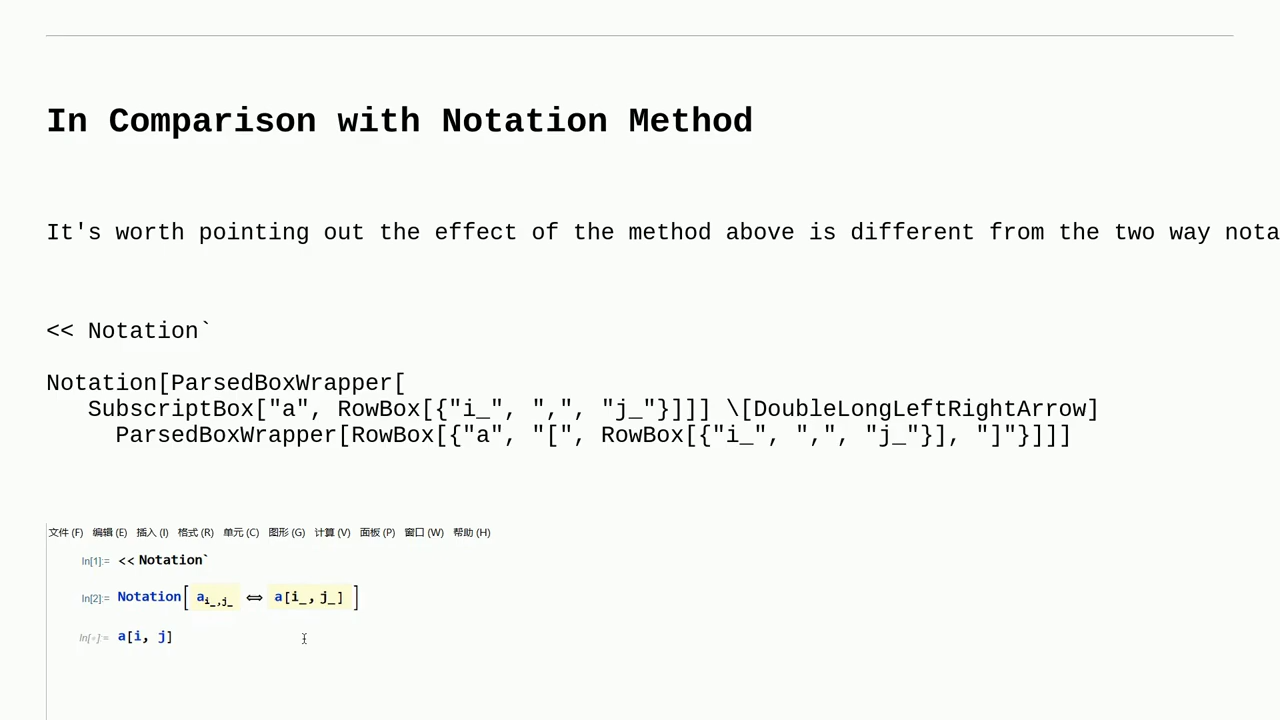 In Comparison with Notation Method
It's worth pointing out the effect of the method above is different from the two way nota
<< Notation`
Notation[ParsedBoxWrapper[
SubscriptBox["a", RowBox[{"i_", ",", "j_"}]]] \[DoubleLongLeftRightArrow]
ParsedBoxWrapper[RowBox[{"a", "[", RowBox[{"i_", ",", "j_"}], "]"}]]]
文件 (F) 编辑 (E) 插入 (I) 格式 (R) 单元 (C) 图形 (G) 计算 (V) 面板 (P) 窗口 (W) 帮助 (H)
In[1]:= << Notation`
In[2]:= Notation[ a i_,j_ ⟺ a[i_, j_] ]
In[∘]:= a[i, j]